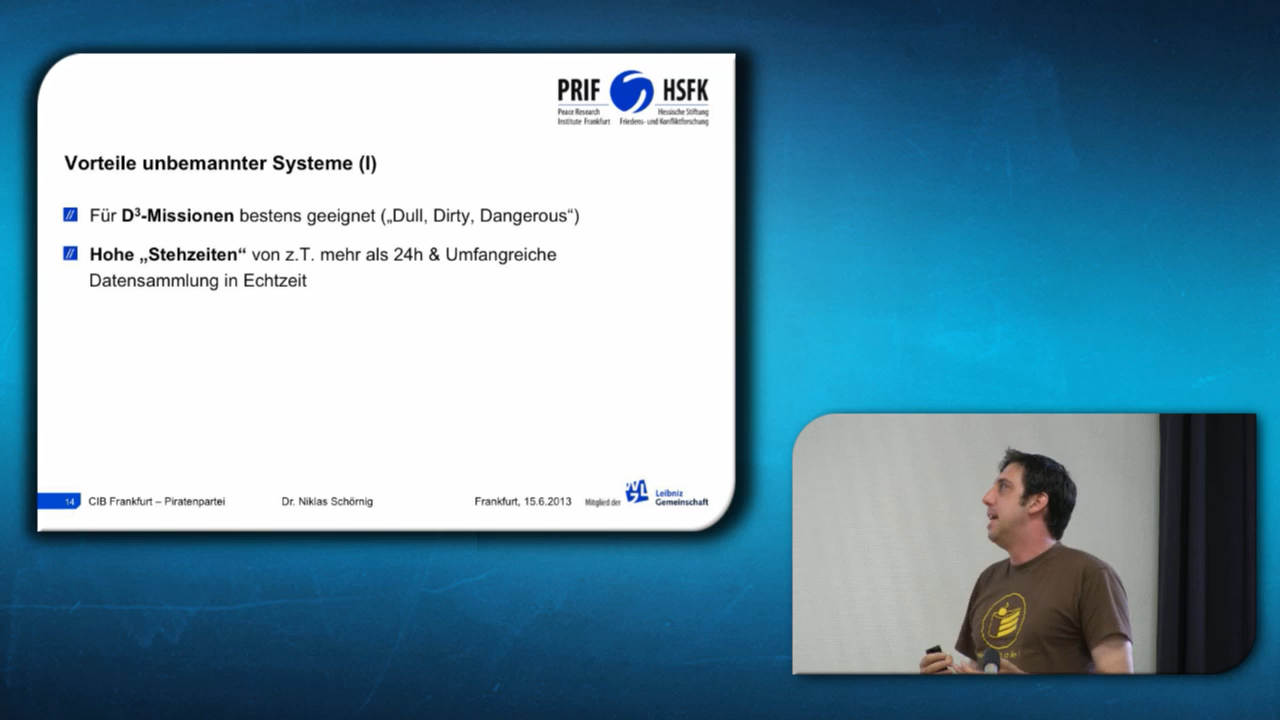 PRIF HSFK
Peace Research Hessische Stiftung
Institute Frankfurt Friedens- und Konfliktforschung
Vorteile unbemannter Systeme (I)
Für D³-Missionen bestens geeignet („Dull, Dirty, Dangerous“)
Hohe „Stehzeiten“ von z.T. mehr als 24h & Umfangreiche
Datensammlung in Echtzeit
14 CIB Frankfurt – Piratenpartei Dr. Niklas Schörnig Frankfurt, 15.6.2013 Mitglied der Leibniz
Gemeinschaft